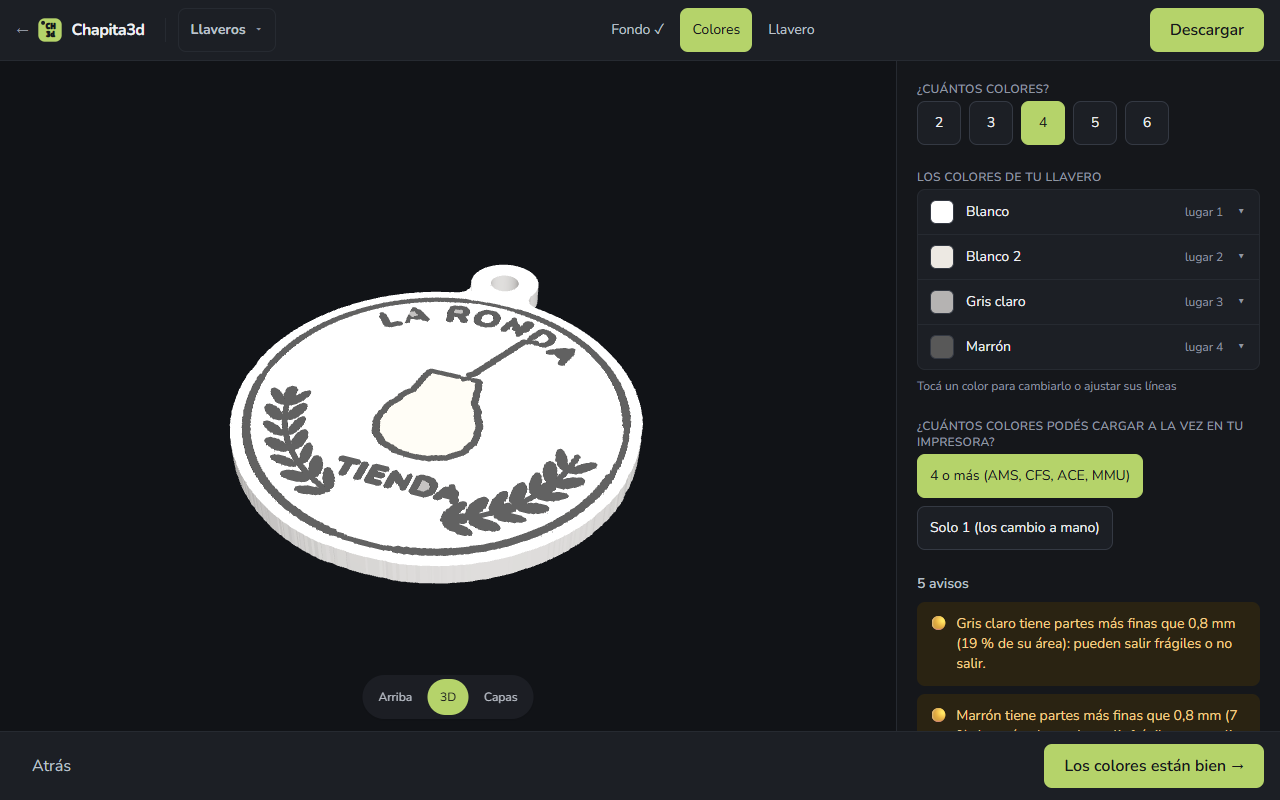 ← CH 3d Chapita3d Llaveros Fondo ✓ Colores Llavero Descargar
¿CUÁNTOS COLORES?
2 3 4 5 6
LOS COLORES DE TU LLAVERO
Blanco lugar 1
Blanco 2 lugar 2
Gris claro lugar 3
Marrón lugar 4
Tocá un color para cambiarlo o ajustar sus líneas
¿CUÁNTOS COLORES PODÉS CARGAR A LA VEZ EN TU
IMPRESORA?
4 o más (AMS, CFS, ACE, MMU)
Solo 1 (los cambio a mano)
5 avisos
Gris claro tiene partes más finas que 0,8 mm
(19 % de su área): pueden salir frágiles o no
salir.
Marrón tiene partes más finas que 0,8 mm (7
LA RONDA
TIENDA
Arriba 3D Capas
Atrás
Los colores están bien →